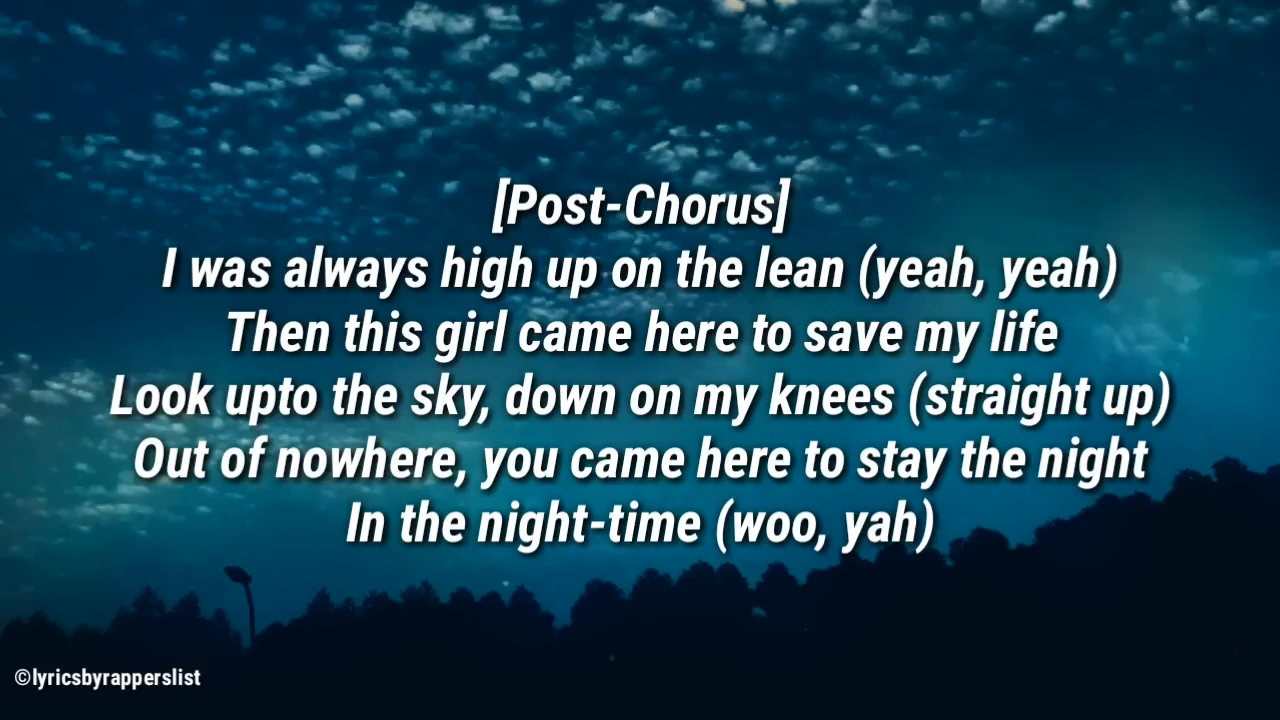 [Post-Chorus]
I was always high up on the lean (yeah, yeah)
Then this girl came here to save my life
Look upto the sky, down on my knees (straight up)
Out of nowhere, you came here to stay the night
In the night-time (woo, yah)
©lyricsbyrapperslist